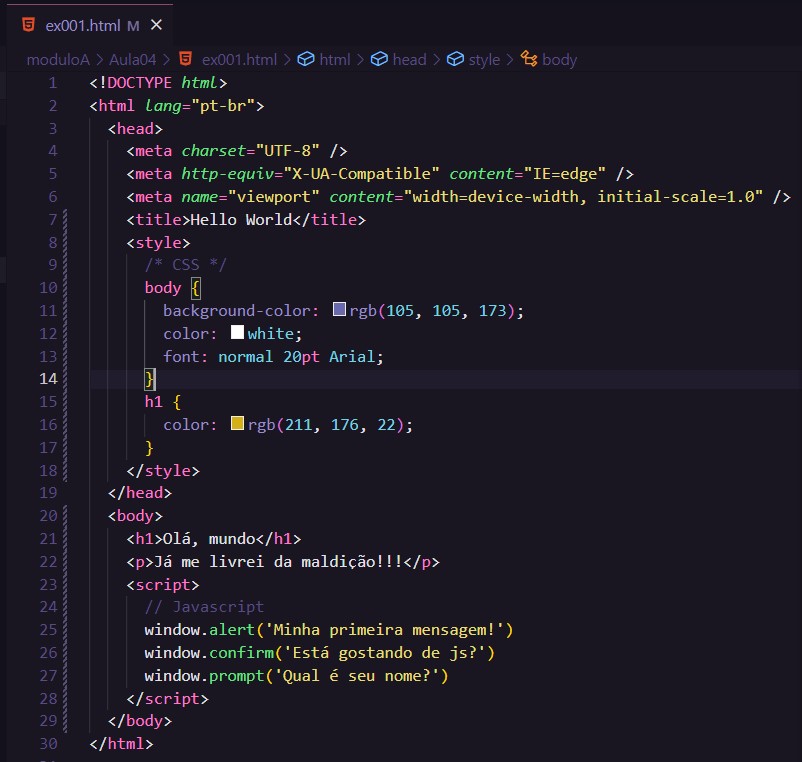 ex001.html M ×
moduloA > Aula04 > ex001.html > html > head > style > body
1 <!DOCTYPE html>
2 <html lang="pt-br">
3 <head>
4 <meta charset="UTF-8" />
5 <meta http-equiv="X-UA-Compatible" content="IE=edge" />
6 <meta name="viewport" content="width=device-width, initial-scale=1.0" />
7 <title>Hello World</title>
8 <style>
9 /* CSS */
10 body {
11 background-color: rgb(105, 105, 173);
12 color: white;
13 font: normal 20pt Arial;
14 }
15 h1 {
16 color: rgb(211, 176, 22);
17 }
18 </style>
19 </head>
20 <body>
21 <h1>Olá, mundo</h1>
22 <p>Já me livrei da maldição!!!</p>
23 <script>
24 // Javascript
25 window.alert('Minha primeira mensagem!')
26 window.confirm('Está gostando de js?')
27 window.prompt('Qual é seu nome?')
28 </script>
29 </body>
30 </html>